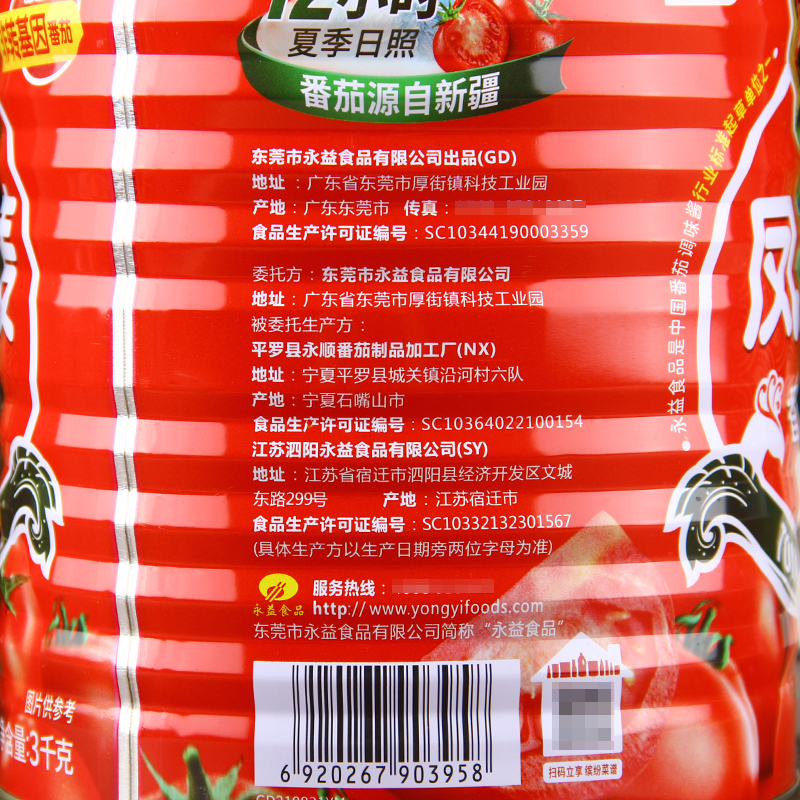 12小时
夏季日照
番茄源自新疆
非转基因番茄
东莞市永益食品有限公司出品(GD)
地址：广东省东莞市厚街镇科技工业园
产地：广东东莞市 传真：
食品生产许可证编号：SC10344190003359
委托方：东莞市永益食品有限公司
地址：广东省东莞市厚街镇科技工业园
被委托生产方：
平罗县永顺番茄制品加工厂(NX)
地址：宁夏平罗县城关镇沿河村六队
产地：宁夏石嘴山市
食品生产许可证编号：SC10364022100154
江苏泗阳永益食品有限公司(SY)
地址：江苏省宿迁市泗阳县经济开发区文城
东路299号 产地：江苏宿迁市
食品生产许可证编号：SC10332132301567
(具体生产方以生产日期旁两位字母为准)
永益食品
服务热线：
http://www.yongyifoods.com
东莞市永益食品有限公司简称“永益食品”
6 920267 903958
扫码立享 缤纷菜谱
图片供参考
含量:3千克
永益食品是中国番茄调味酱行业标准起草单位之一
凤